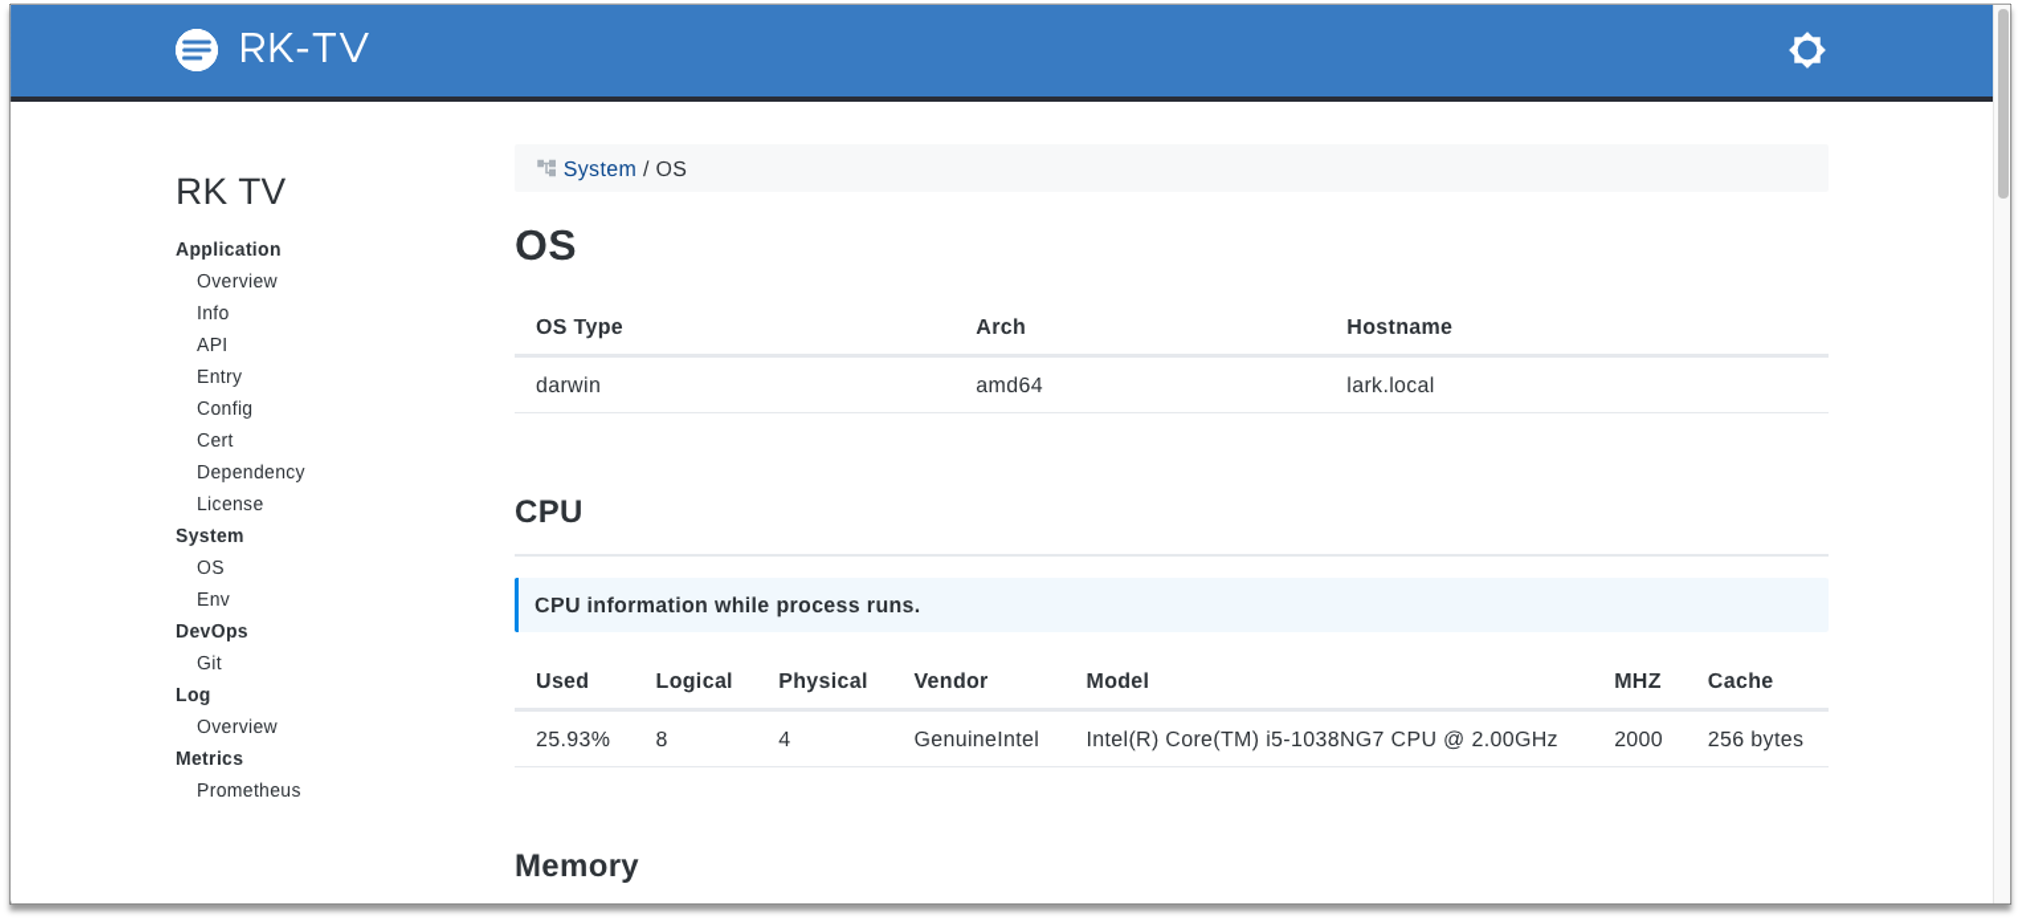 RK-TV
RK TV
Application
Overview
Info
API
Entry
Config
Cert
Dependency
License
System
OS
Env
DevOps
Git
Log
Overview
Metrics
Prometheus
System / OS
OS
OS Type Arch Hostname
darwin amd64 lark.local
CPU
CPU information while process runs.
Used Logical Physical Vendor Model MHZ Cache
25.93% 8 4 GenuineIntel Intel(R) Core(TM) i5-1038NG7 CPU @ 2.00GHz 2000 256 bytes
Memory